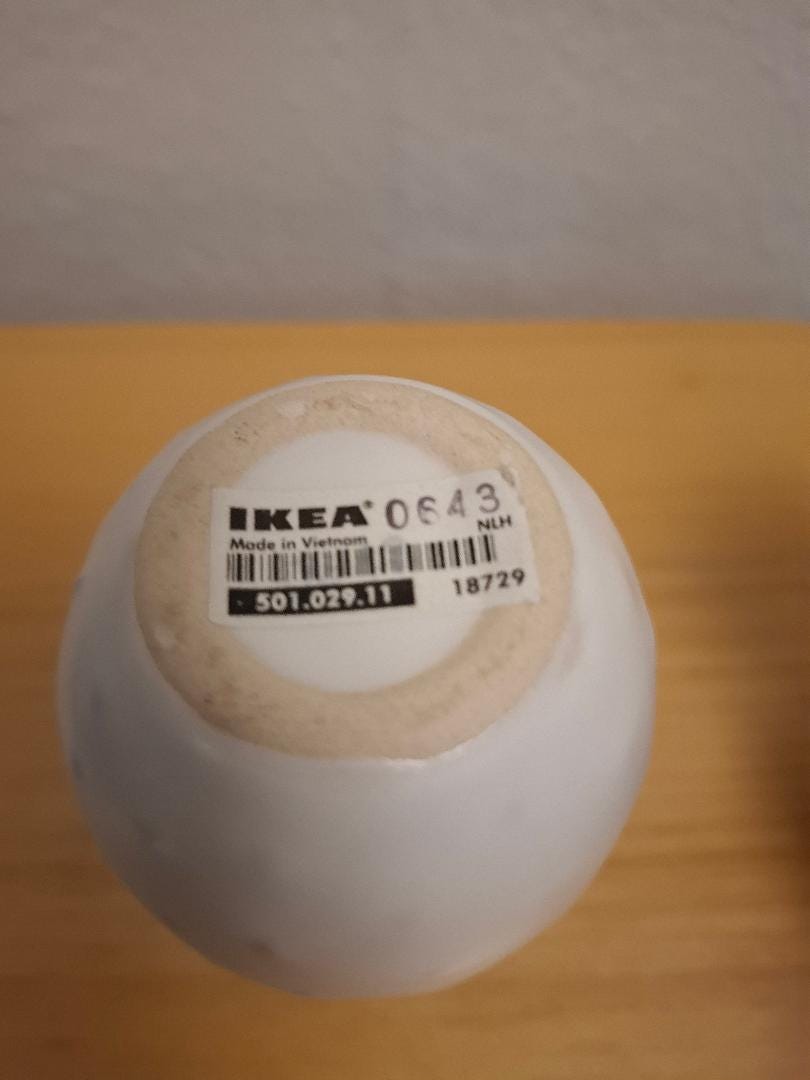 IKEA® 0643
NLH
Made in Vietnam
501.029.11
18729